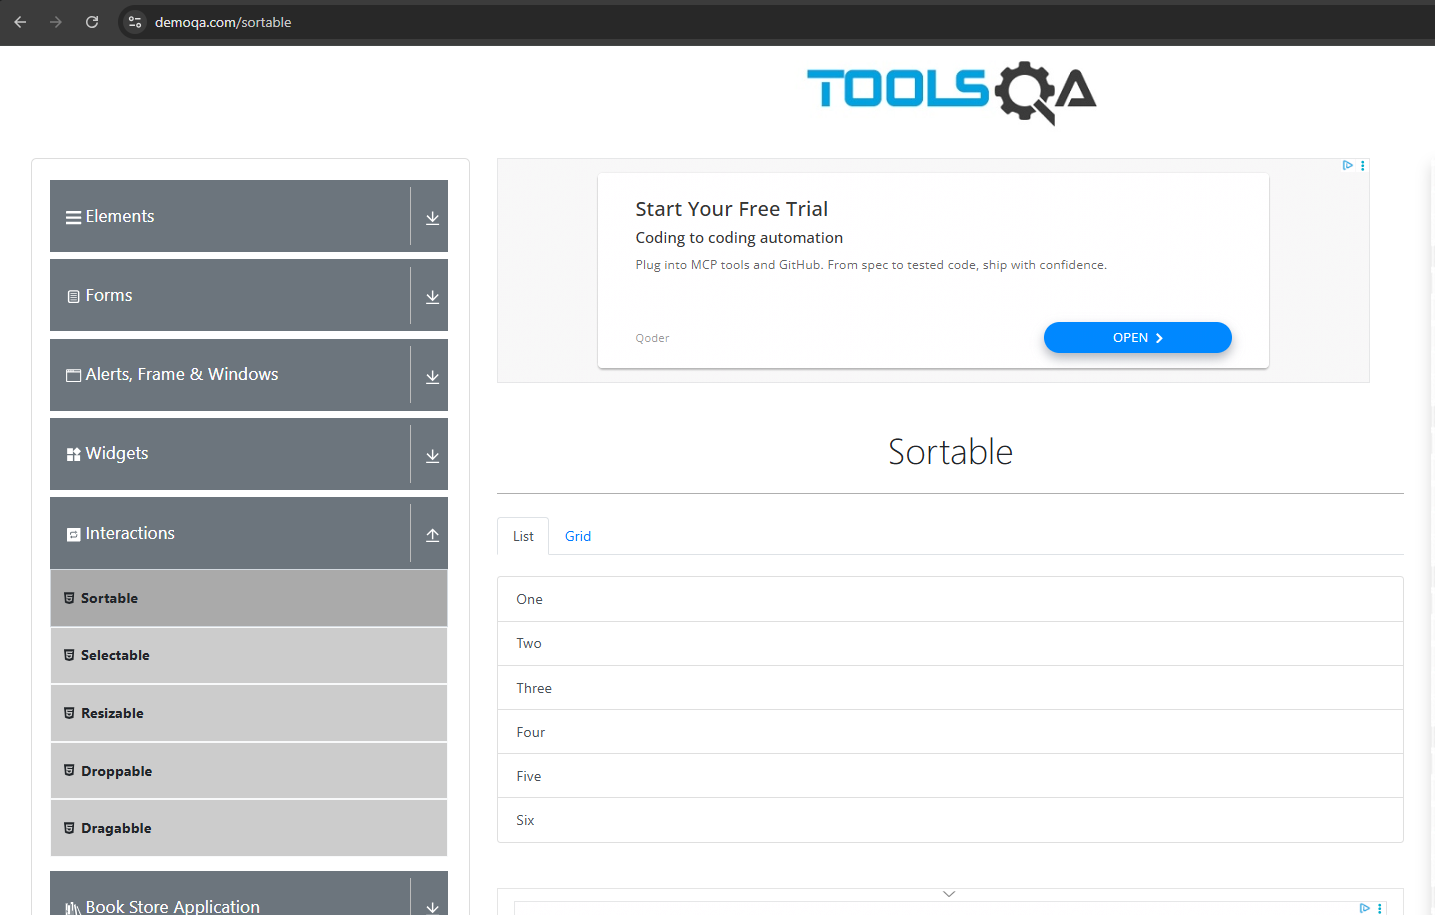 demoqa.com/sortable
TOOLSQA
Elements
Forms
Alerts, Frame & Windows
Widgets
Interactions
Sortable
Selectable
Resizable
Droppable
Dragabble
Book Store Application
Start Your Free Trial
Coding to coding automation
Plug into MCP tools and GitHub. From spec to tested code, ship with confidence.
Qoder
OPEN
Sortable
List
Grid
One
Two
Three
Four
Five
Six